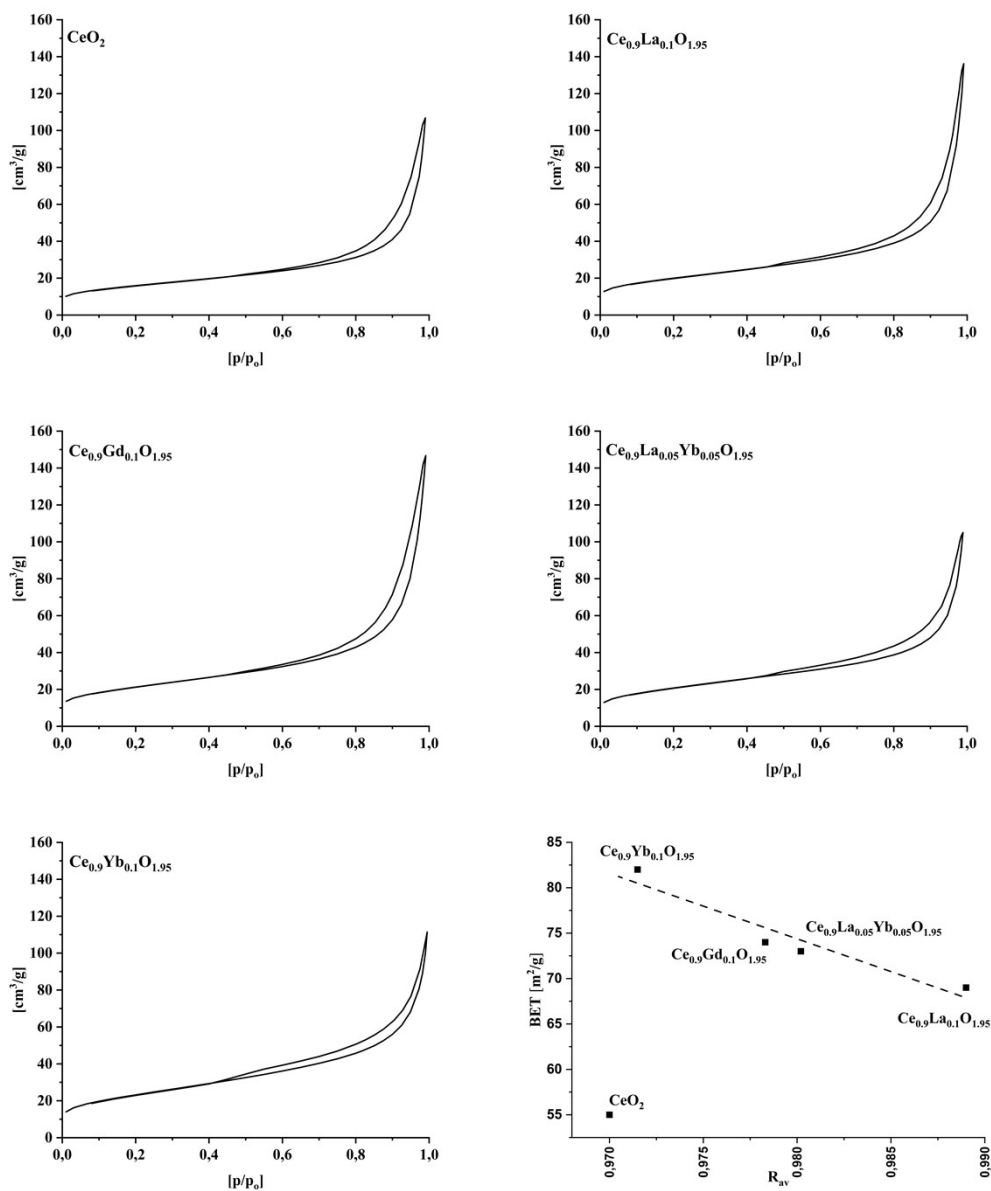 CeO₂
[cm³/g]
160
140
120
100
80
60
40
20
0
0,0 0,2 0,4 0,6 0,8 1,0
[p/pₒ]
Ce₀.₉La₀.₁O₁.₉₅
[cm³/g]
160
140
120
100
80
60
40
20
0
0,0 0,2 0,4 0,6 0,8 1,0
[p/pₒ]
Ce₀.₉Gd₀.₁O₁.₉₅
[cm³/g]
160
140
120
100
80
60
40
20
0
0,0 0,2 0,4 0,6 0,8 1,0
[p/pₒ]
Ce₀.₉La₀.₀₅Yb₀.₀₅O₁.₉₅
[cm³/g]
160
140
120
100
80
60
40
20
0
0,0 0,2 0,4 0,6 0,8 1,0
[p/pₒ]
Ce₀.₉Yb₀.₁O₁.₉₅
[cm³/g]
160
140
120
100
80
60
40
20
0
0,0 0,2 0,4 0,6 0,8 1,0
[p/pₒ]
BET [m²/g]
85
80
75
70
65
60
55
Ce₀.₉Yb₀.₁O₁.₉₅
Ce₀.₉La₀.₀₅Yb₀.₀₅O₁.₉₅
Ce₀.₉Gd₀.₁O₁.₉₅
Ce₀.₉La₀.₁O₁.₉₅
CeO₂
0,970 0,975 0,980 0,985 0,990
Rav